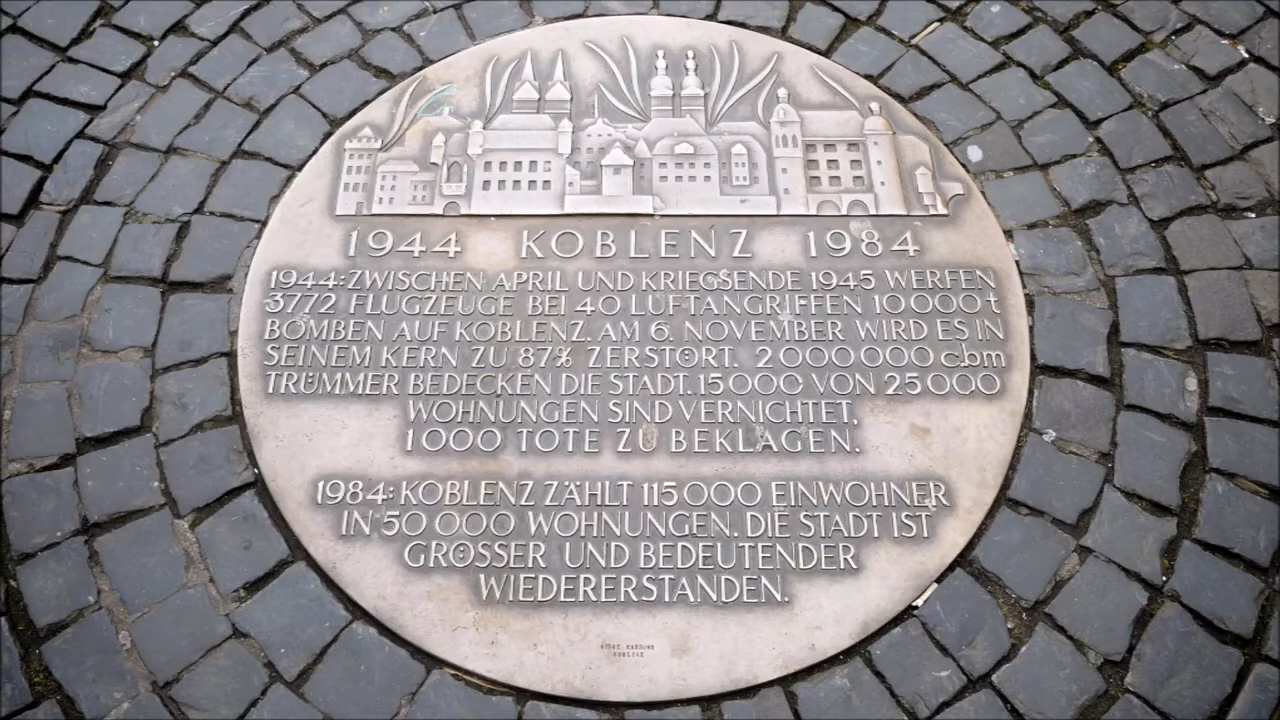 1944 KOBLENZ 1984
1944: ZWISCHEN APRIL UND KRIEGSENDE 1945 WERFEN
3772 FLUGZEUGE BEI 40 LUFTANGRIFFEN 10000 t
BOMBEN AUF KOBLENZ. AM 6. NOVEMBER WIRD ES IN
SEINEM KERN ZU 87% ZERSTÖRT. 2000000 cbm
TRÜMMER BEDECKEN DIE STADT. 15000 VON 25000
WOHNUNGEN SIND VERNICHTET,
1000 TOTE ZU BEKLAGEN.
1984: KOBLENZ ZÄHLT 115000 EINWOHNER
IN 50 000 WOHNUNGEN. DIE STADT IST
GRÖSSER UND BEDEUTENDER
WIEDERERSTANDEN.
KOBLENZ